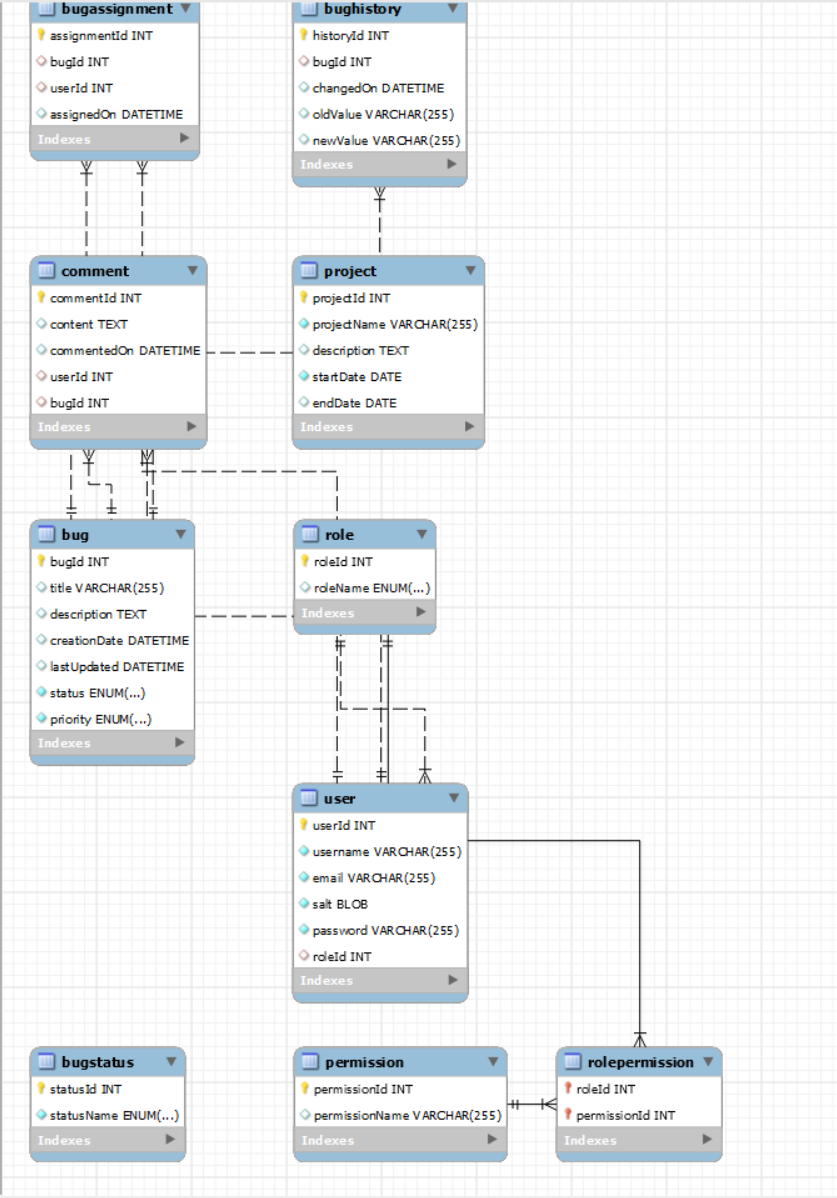 bugassignment
assignmentId INT
bugId INT
userId INT
assignedOn DATETIME
Indexes
bughistory
historyId INT
bugId INT
changedOn DATETIME
oldValue VARCHAR(255)
newValue VARCHAR(255)
Indexes
comment
commentId INT
content TEXT
commentedOn DATETIME
userId INT
bugId INT
Indexes
project
projectId INT
projectName VARCHAR(255)
description TEXT
startDate DATE
endDate DATE
Indexes
bug
bugId INT
title VARCHAR(255)
description TEXT
creationDate DATETIME
lastUpdated DATETIME
status ENUM(...)
priority ENUM(...)
Indexes
role
roleId INT
roleName ENUM(...)
Indexes
user
userId INT
username VARCHAR(255)
email VARCHAR(255)
salt BLOB
password VARCHAR(255)
roleId INT
Indexes
bugstatus
statusId INT
statusName ENUM(...)
Indexes
permission
permissionId INT
permissionName VARCHAR(255)
Indexes
rolepermission
roleId INT
permissionId INT
Indexes